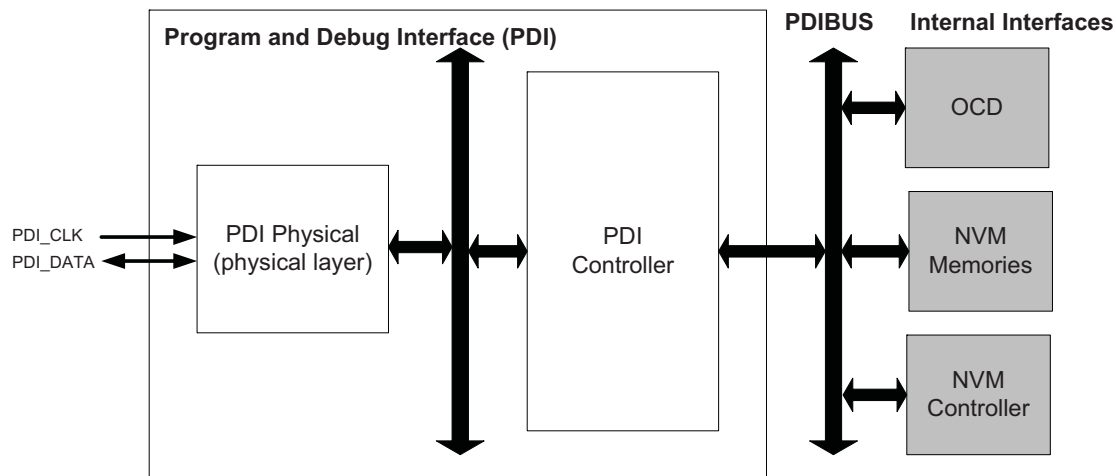 Program and Debug Interface (PDI)
PDIBUS
Internal Interfaces
OCD
PDI_CLK
PDI_DATA
PDI Physical
(physical layer)
PDI
Controller
NVM
Memories
NVM
Controller